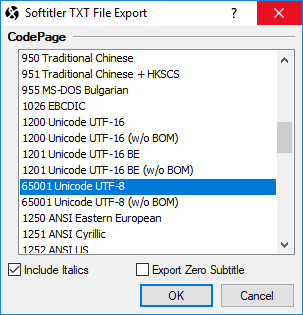 Softitler TXT File Export
CodePage
950 Traditional Chinese
951 Traditional Chinese + HKSCS
955 MS-DOS Bulgarian
1026 EBCDIC
1200 Unicode UTF-16
1200 Unicode UTF-16 (w/o BOM)
1201 Unicode UTF-16 BE
1201 Unicode UTF-16 BE (w/o BOM)
65001 Unicode UTF-8
65001 Unicode UTF-8 (w/o BOM)
1250 ANSI Eastern European
1251 ANSI Cyrillic
1252 ANSI US
Include Italics
Export Zero Subtitle
OK
Cancel